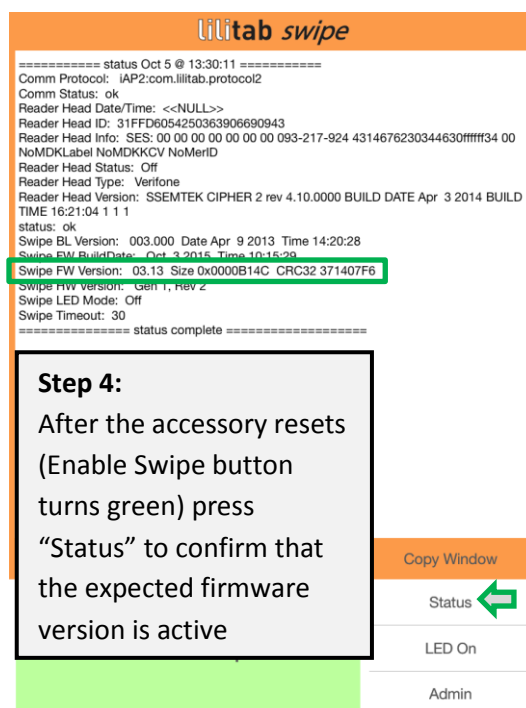 lilitab swipe
=========== status Oct 5 @ 13:30:11 ===========
Comm Protocol: iAP2:com.lilitab.protocol2
Comm Status: ok
Reader Head Date/Time: <<NULL>>
Reader Head ID: 31FFD6054250363906690943
Reader Head Info: SES: 00 00 00 00 00 00 00 093-217-924 4314676230344630ffffff34 00
NoMDKLabel NoMDKKCV NoMerID
Reader Head Status: Off
Reader Head Type: Verifone
Reader Head Version: SSEMTEK CIPHER 2 rev 4.10.0000 BUILD DATE Apr 3 2014 BUILD
TIME 16:21:04 1 1 1
status: ok
Swipe BL Version: 003.000 Date Apr 9 2013 Time 14:20:28
Swipe FW BuildDate: Oct 3 2015 Time 10:15:29
Swipe FW Version: 03.13 Size 0x0000B14C CRC32 371407F6
Swipe HW Version: Gen 1, Rev 2
Swipe LED Mode: Off
Swipe Timeout: 30
=============== status complete ===================
Step 4:
After the accessory resets
(Enable Swipe button
turns green) press
“Status” to confirm that
the expected firmware
version is active
Copy Window
Status
LED On
Admin